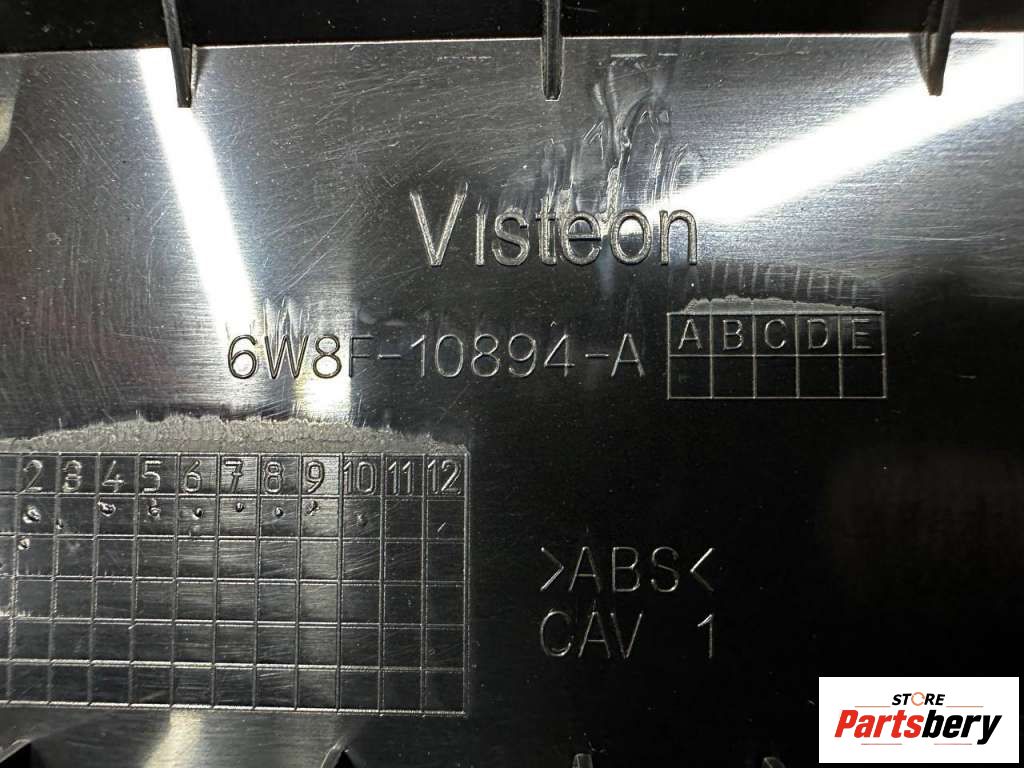 Visteon
6W8F-10894-A
A B C D E
2 3 4 5 6 7 8 9 10 11 12
>ABS<
CAV 1
STORE
Partsbery